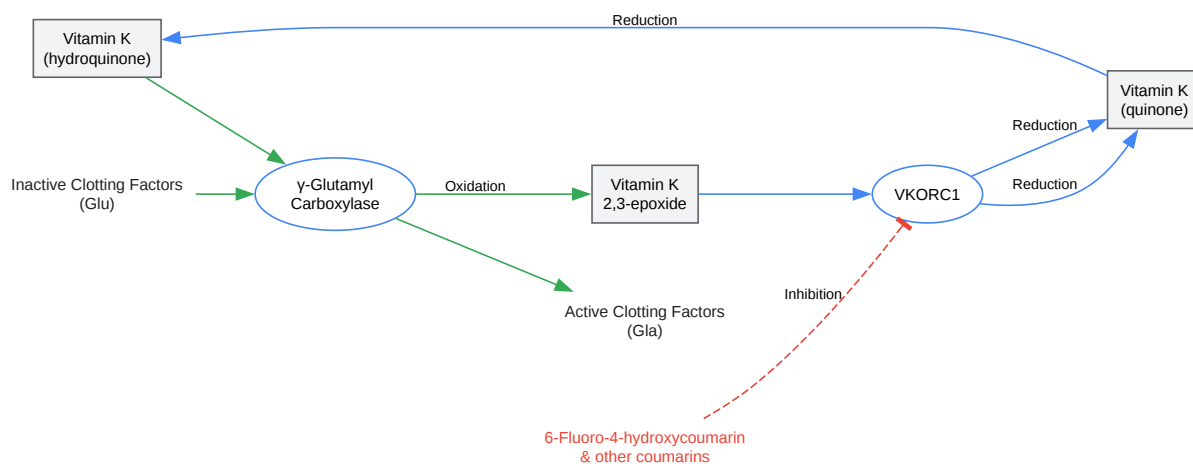 Reduction
Vitamin K
(hydroquinone)
Vitamin K
(quinone)
Reduction
Inactive Clotting Factors
(Glu)
γ-Glutamyl
Carboxylase
Oxidation
Vitamin K
2,3-epoxide
VKORC1
Reduction
Inhibition
Active Clotting Factors
(Gla)
6-Fluoro-4-hydroxycoumarin
& other coumarins